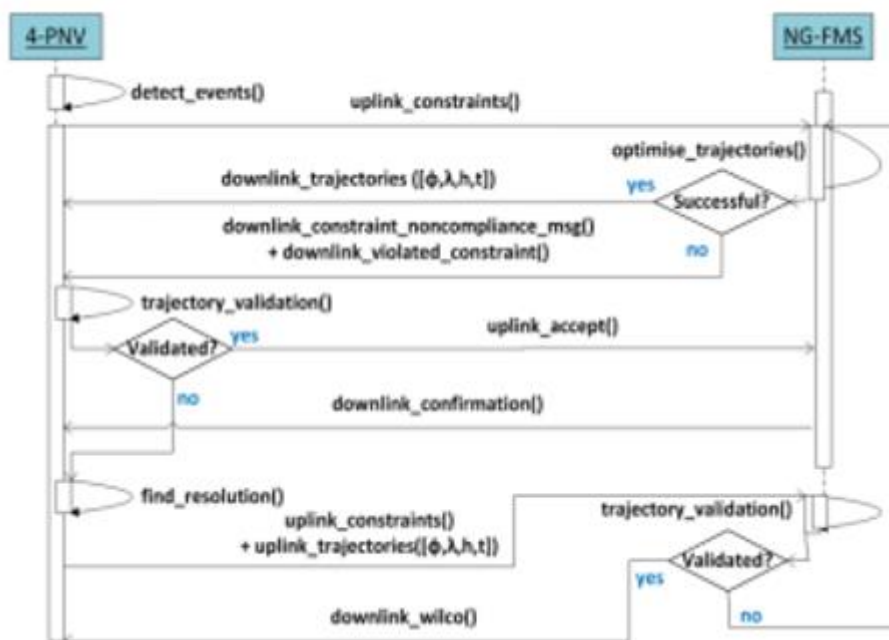 4-PNV
NG-FMS
detect_events()
uplink_constraints()
optimise_trajectories()
downlink_trajectories ([ϕ,λ,h,t])
yes
Successful?
downlink_constraint_noncompliance_msg()
+ downlink_violated_constraint()
no
trajectory_validation()
Validated?
yes
uplink_accept()
no
downlink_confirmation()
find_resolution()
trajectory_validation()
uplink_constraints()
+ uplink_trajectories([ϕ,λ,h,t])
Validated?
yes
downlink_wilco()
no